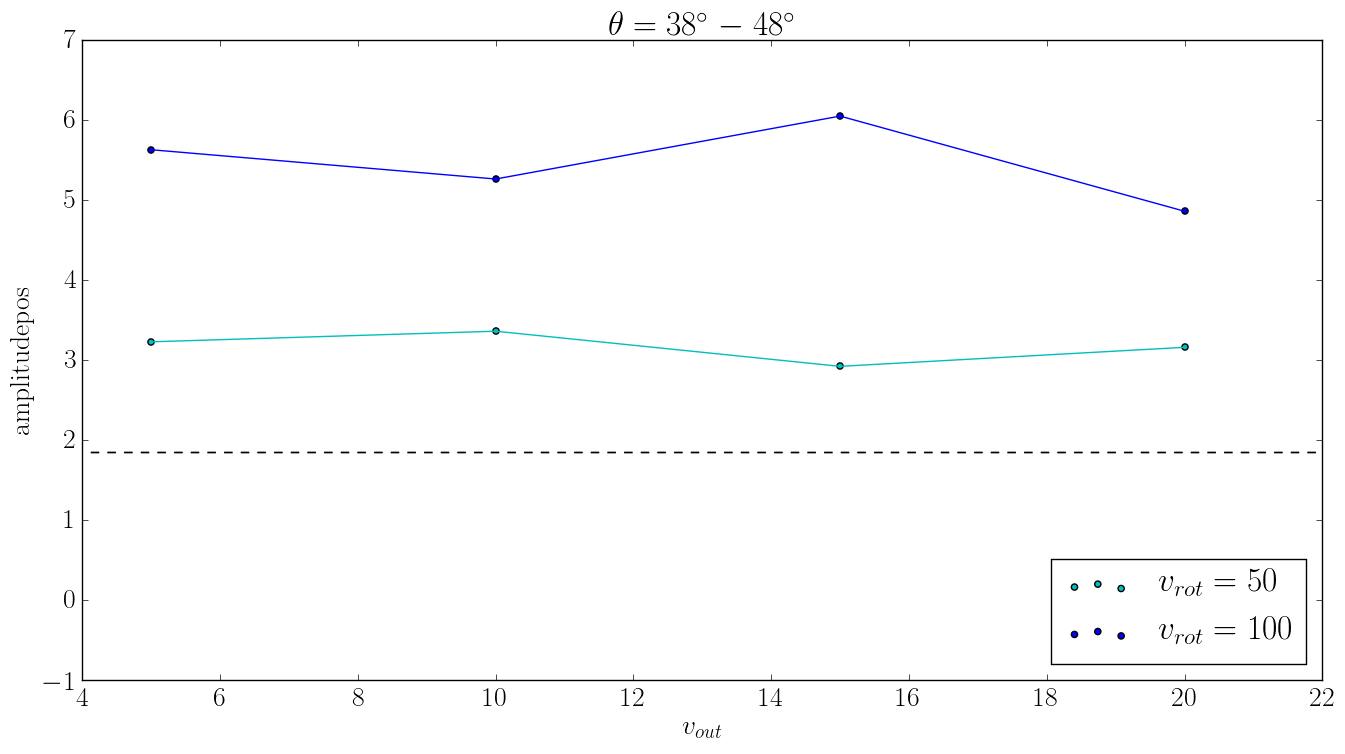 θ = 38° − 48°
7
6
5
4
3
2
1
0
−1
amplitudepos
4 6 8 10 12 14 16 18 20 22
v_out
v_rot = 50
v_rot = 100